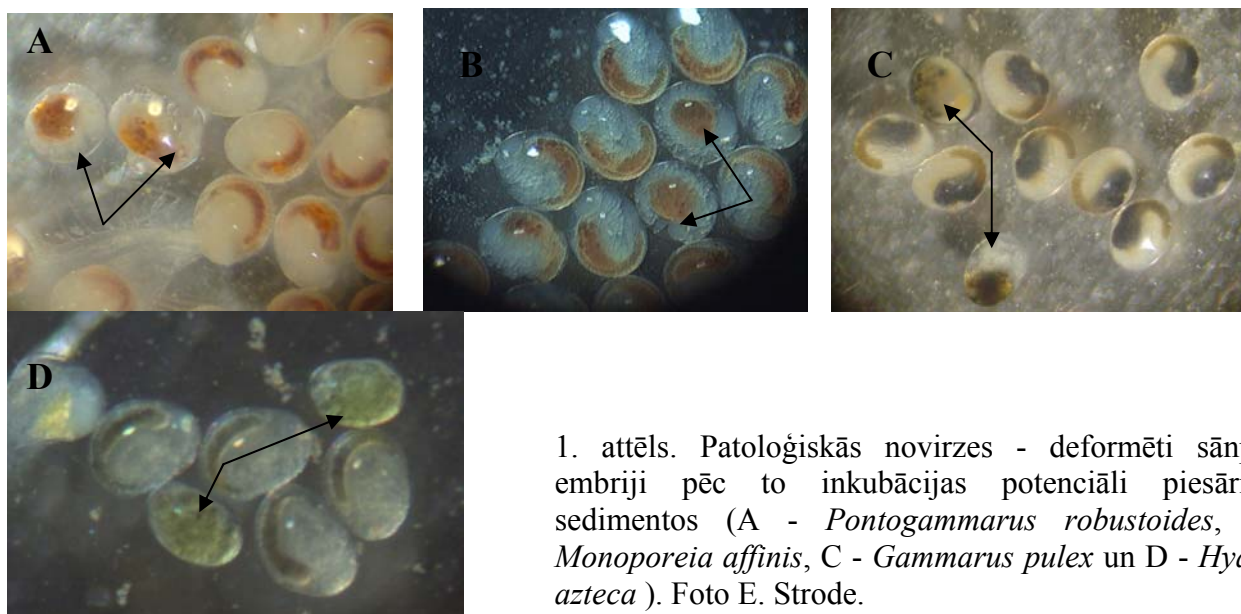 A
B
C
D
1. attēls. Patoloģiskās novirzes - deformēti sānp
embriji pēc to inkubācijas potenciāli piesār
sedimentos (A - Pontogammarus robustoides,
Monoporeia affinis, C - Gammarus pulex un D - Hy
azteca ). Foto E. Strode.